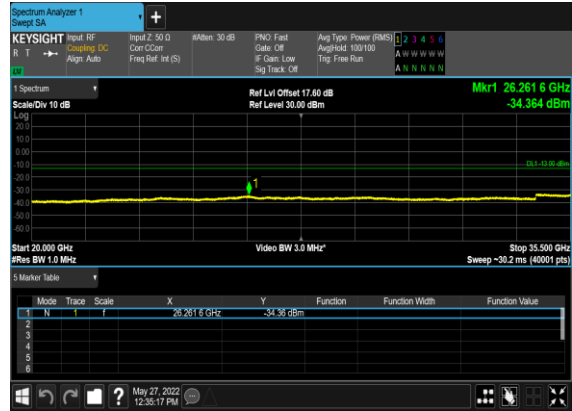 Spectrum Analyzer 1
Swept SA
+
KEYSIGHT Input: RF Input Z: 50 Ω #Atten: 30 dB PNO: Fast Avg Type: Power (RMS) 1 2 3 4 5 6
R T Coupling: DC Corr CCorr Gate: Off Avg|Hold: 100/100 A W W W W W
Align: Auto Freq Ref: Int (S) IF Gain: Low Trig: Free Run
Sig Track: Off A N N N N N
1 Spectrum Ref Lvl Offset 17.60 dB Mkr1 26.261 6 GHz
Scale/Div 10 dB Ref Level 30.00 dBm -34.364 dBm
Log
20.0
10.0
0.00
-10.0 DL1 -13.00 dBm
-20.0
1
-30.0
-40.0
-50.0
-60.0
Start 20.000 GHz Video BW 3.0 MHz* Stop 35.500 GHz
#Res BW 1.0 MHz Sweep ~30.2 ms (40001 pts)
5 Marker Table
Mode Trace Scale X Y Function Function Width Function Value
1 N 1 f 26.261 6 GHz -34.36 dBm
2
3
4
5
6
? May 27, 2022
12:35:17 PM